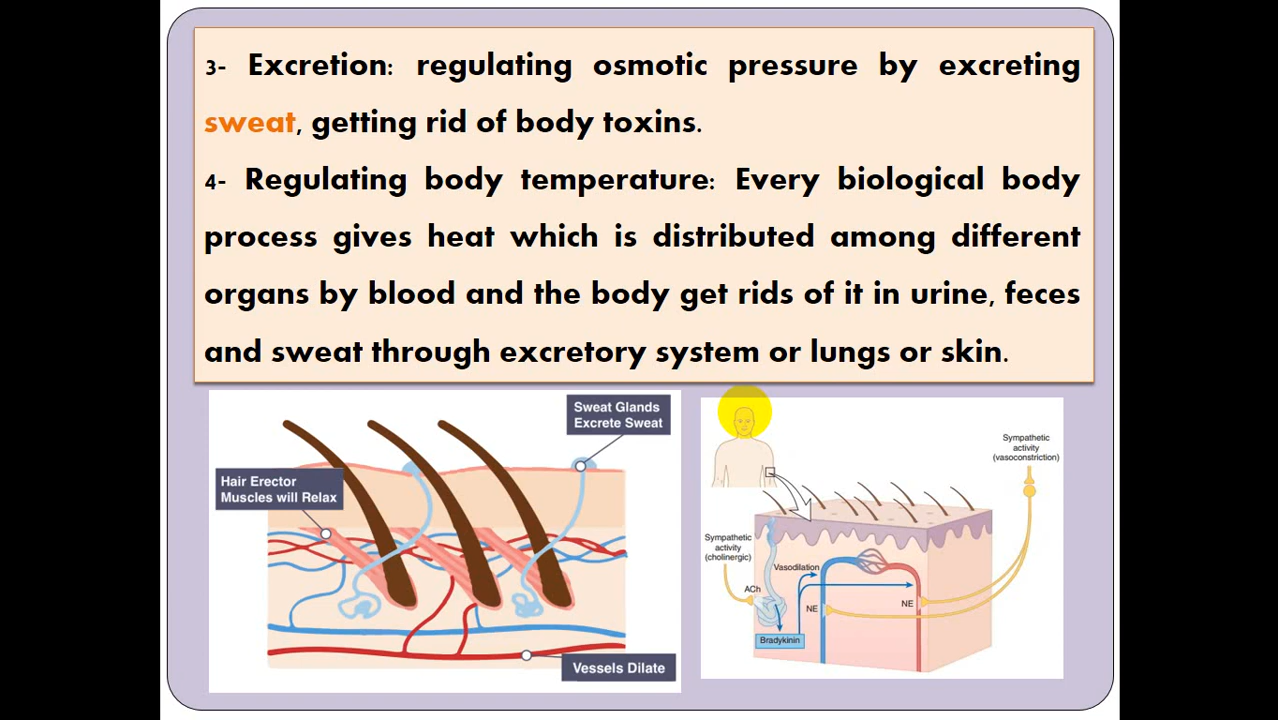 3- Excretion: regulating osmotic pressure by excreting
sweat, getting rid of body toxins.
4- Regulating body temperature: Every biological body
process gives heat which is distributed among different
organs by blood and the body get rids of it in urine, feces
and sweat through excretory system or lungs or skin.
Sweat Glands
Excrete Sweat
Hair Erector
Muscles will Relax
Vessels Dilate
Sympathetic
activity
(vasoconstriction)
Sympathetic
activity
(cholinergic)
Vasodilation
ACh
NE
NE
Bradykinin